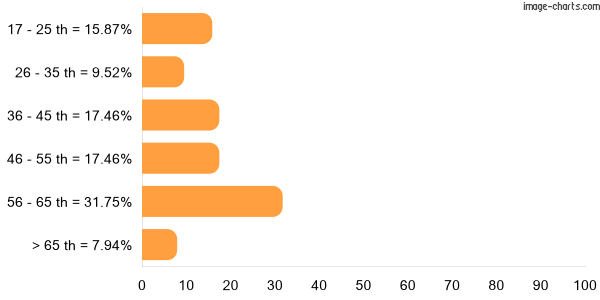 image-charts.com
17 - 25 th = 15.87%
26 - 35 th = 9.52%
36 - 45 th = 17.46%
46 - 55 th = 17.46%
56 - 65 th = 31.75%
> 65 th = 7.94%
0 10 20 30 40 50 60 70 80 90 100